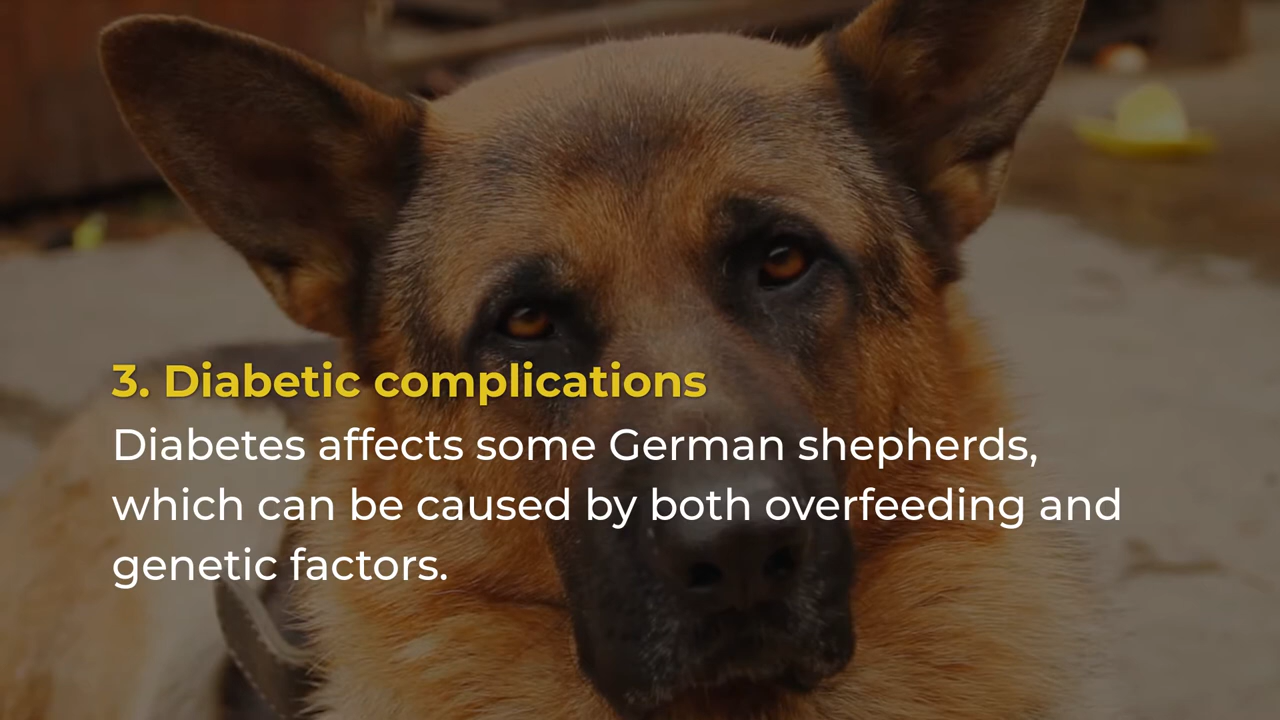 3. Diabetic complications
Diabetes affects some German shepherds,
which can be caused by both overfeeding and
genetic factors.